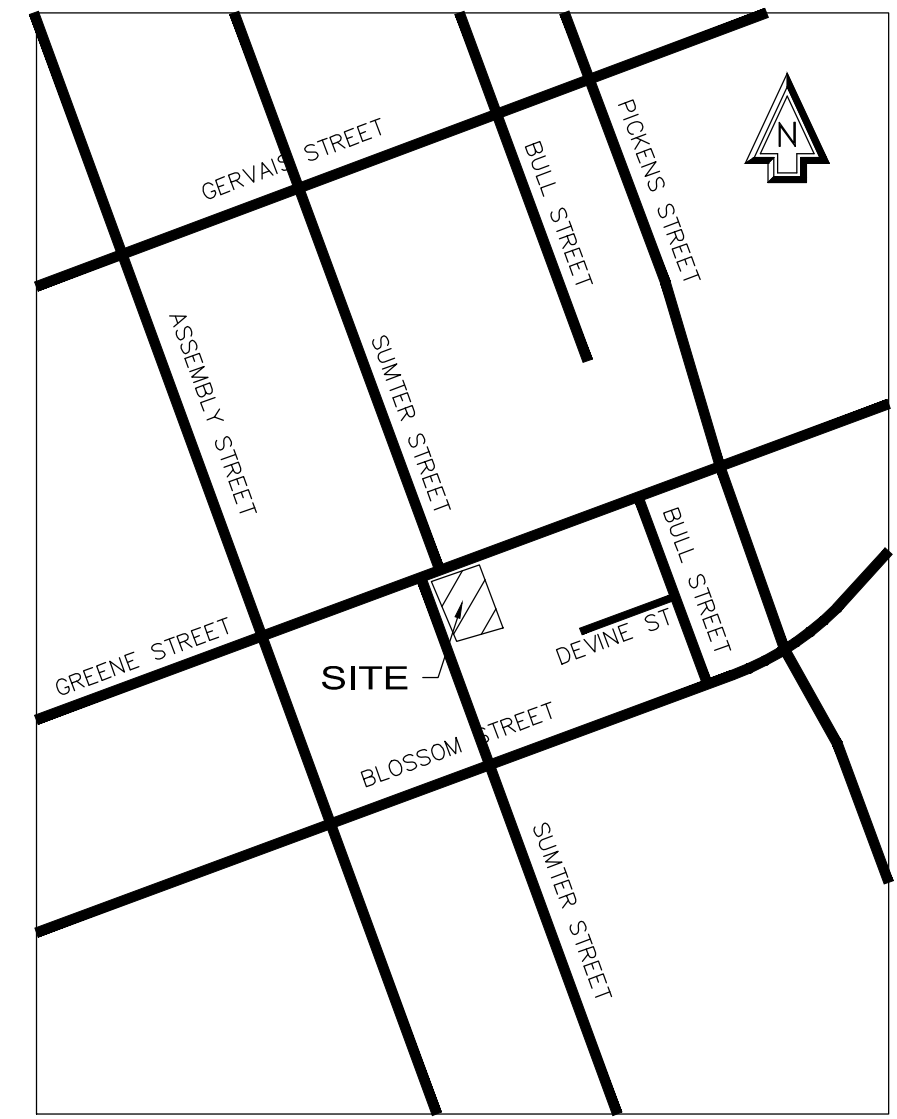 N
PICKENS STREET
GERVAIS STREET
BULL STREET
ASSEMBLY STREET
SUMTER STREET
BULL STREET
GREENE STREET
DEVINE ST
SITE
BLOSSOM STREET
SUMTER STREET